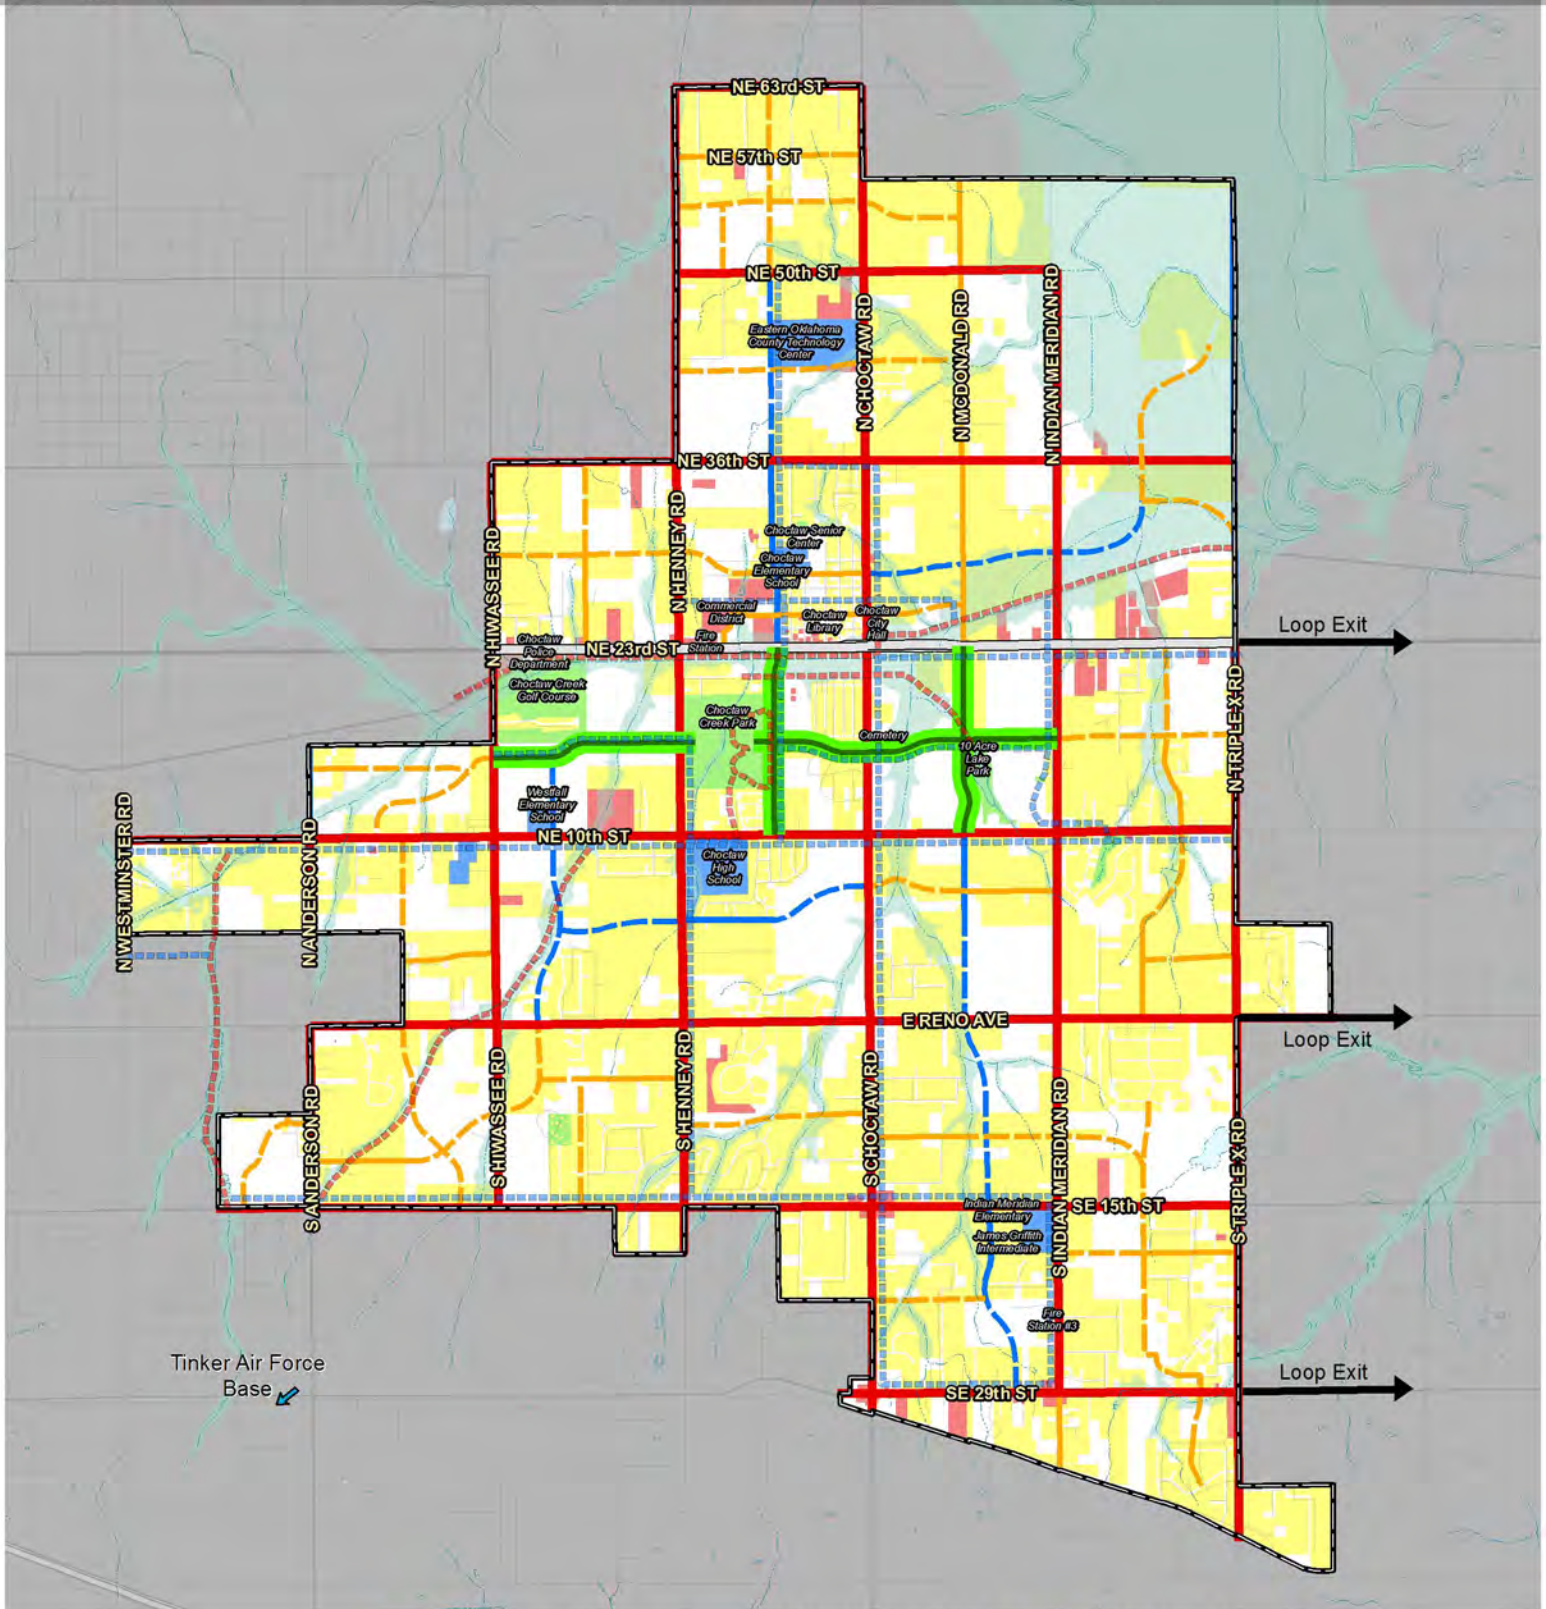 NE 63rd ST
NE 57th ST
NE 50th ST
Eastern Oklahoma
County Technology
Center
N CHOCTAW RD
N MCDONALD RD
N INDIAN MERIDIAN RD
NE 36th ST
N HIWASSEE RD
N HENNEY RD
Choctaw Senior
Center
Choctaw
Elementary
School
Commercial
District
Choctaw
Library
Choctaw
City
Hall
Fire
Station
Choctaw
Police
Department
NE 23rd ST
Loop Exit
Choctaw Creek
Golf Course
Choctaw
Creek Park
Cemetery
10 Acre
Lake
Park
N TRIPLE X RD
Westfall
Elementary
School
N WESTMINSTER RD
N ANDERSON RD
NE 10th ST
Choctaw
High
School
E RENO AVE
Loop Exit
S ANDERSON RD
S HIWASSEE RD
S HENNEY RD
S CHOCTAW RD
S INDIAN MERIDIAN RD
S TRIPLE X RD
Indian Meridian
Elementary
SE 15th ST
James Griffith
Intermediate
Fire
Station #3
Tinker Air Force
Base
Loop Exit
SE 29th ST